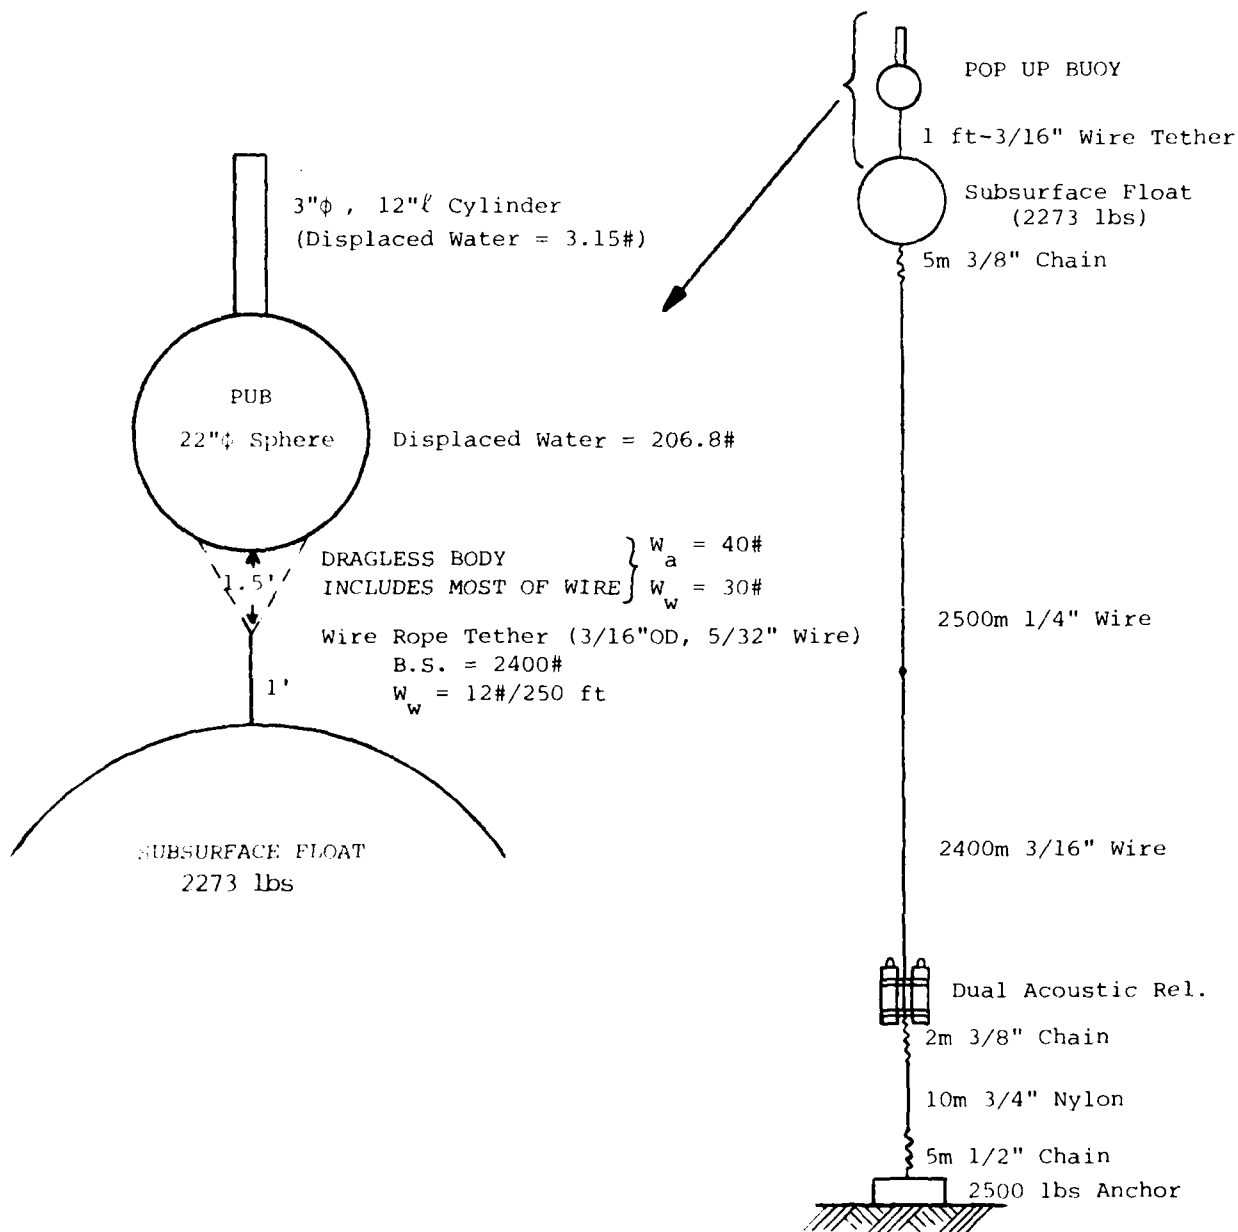 3"φ , 12"ℓ Cylinder
(Displaced Water = 3.15#)
PUB
22"φ Sphere
Displaced Water = 206.8#
DRAGLESS BODY
INCLUDES MOST OF WIRE
W_a = 40#
W_w = 30#
1.5'
Wire Rope Tether (3/16"OD, 5/32" Wire)
B.S. = 2400#
W_w = 12#/250 ft
1'
SUBSURFACE FLOAT
2273 lbs
POP UP BUOY
1 ft-3/16" Wire Tether
Subsurface Float
(2273 lbs)
5m 3/8" Chain
2500m 1/4" Wire
2400m 3/16" Wire
Dual Acoustic Rel.
2m 3/8" Chain
10m 3/4" Nylon
5m 1/2" Chain
2500 lbs Anchor